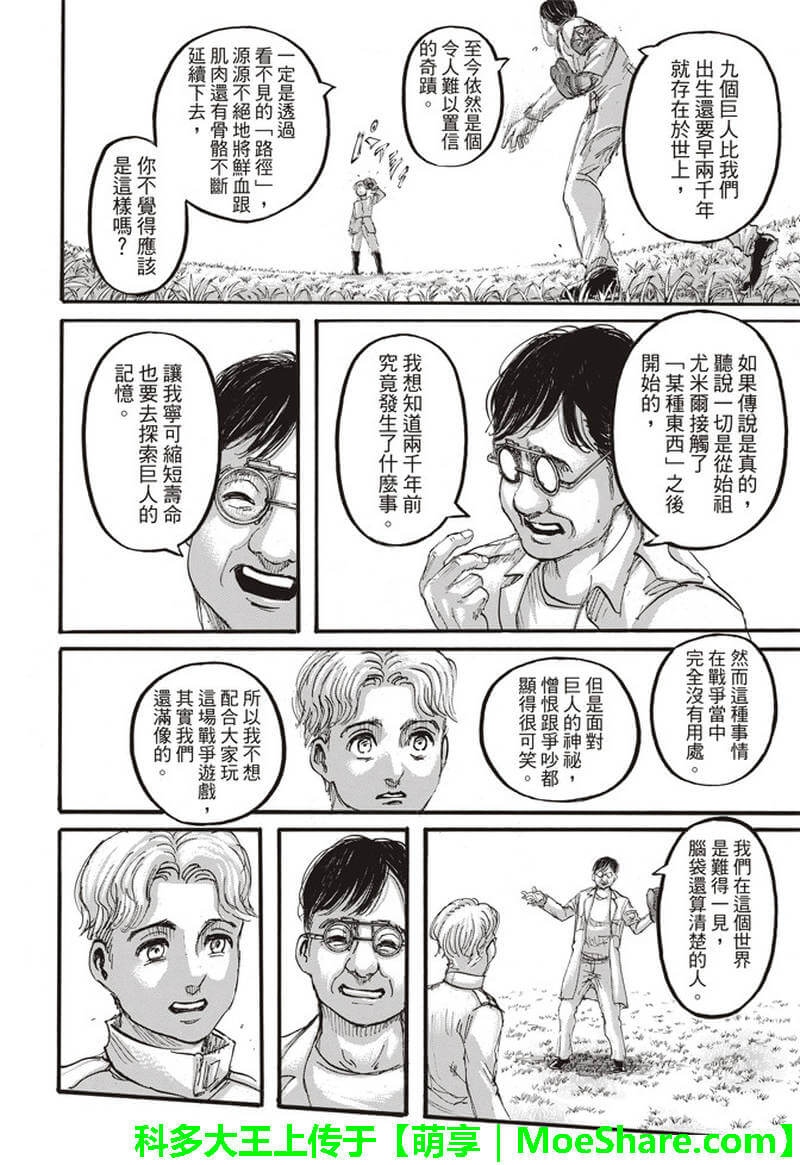 九個巨人比我們
出生還要早兩千年
就存在於世上，
至今依然是個
令人難以置信
的奇蹟。
一定是透過
看不見的「路徑」，
源源不絕地將鮮血跟
肌肉還有骨骼不斷
延續下去，
你不覺得應該
是這樣嗎？
如果傳說是真的，
聽說一切是從始祖
尤米爾接觸了
「某種東西」之後
開始的，
我想知道兩千年前
究竟發生了什麼事。
讓我寧可縮短壽命
也要去探索巨人的
記憶。
然而這種事情
在戰爭當中
完全沒有用處。
但是面對
巨人的神祕，
憎恨跟爭吵都
顯得很可笑。
所以我不想
配合大家玩
這場戰爭遊戲，
其實我們
還滿像的。
我們在這個世界
是難得一見，
腦袋還算清楚的人。
科多大王上传于【萌享｜MoeShare.com】